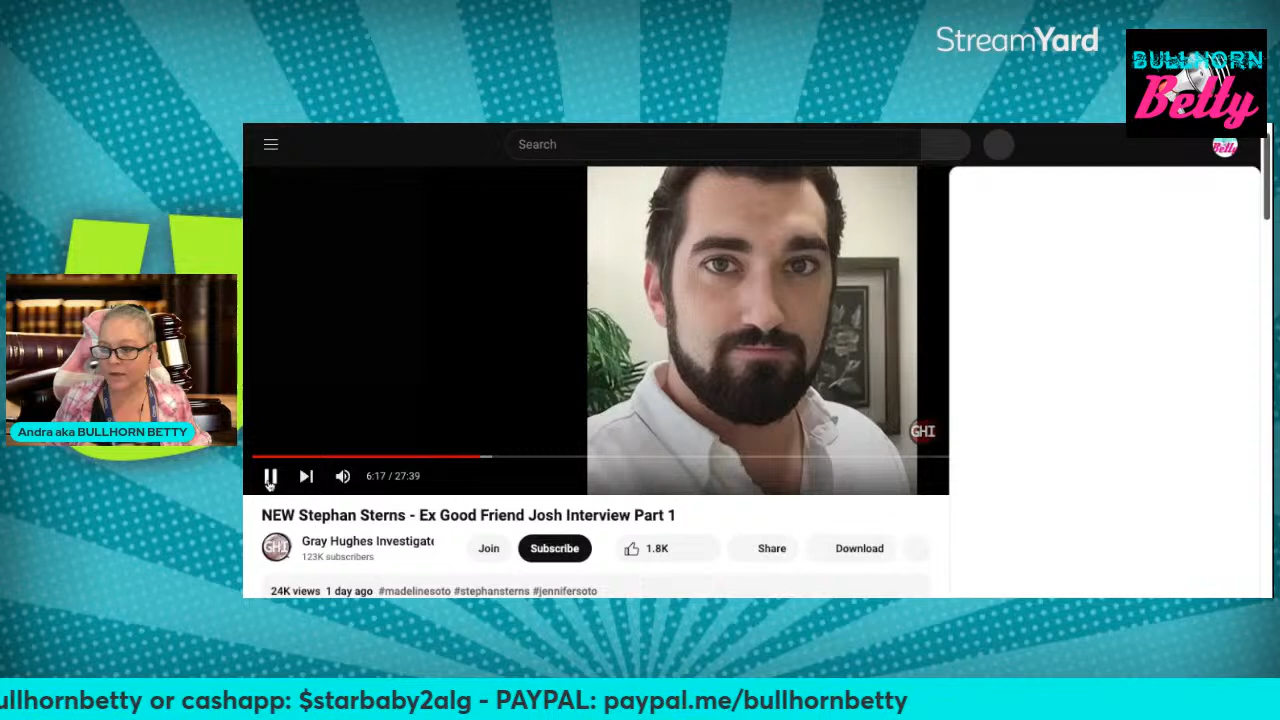 StreamYard
BULLHORN
Betty
Search
Betty
GHI
6:17 / 27:39
NEW Stephan Sterns - Ex Good Friend Josh Interview Part 1
GHI
Gray Hughes Investigat
123K subscribers
Join
Subscribe
1.8K
Share
Download
24K views 1 day ago #madelinesoto #stephansterns #jennifersoto
Andra aka BULLHORN BETTY
ullhornbetty or cashapp: $starbaby2alg - PAYPAL: paypal.me/bullhornbetty